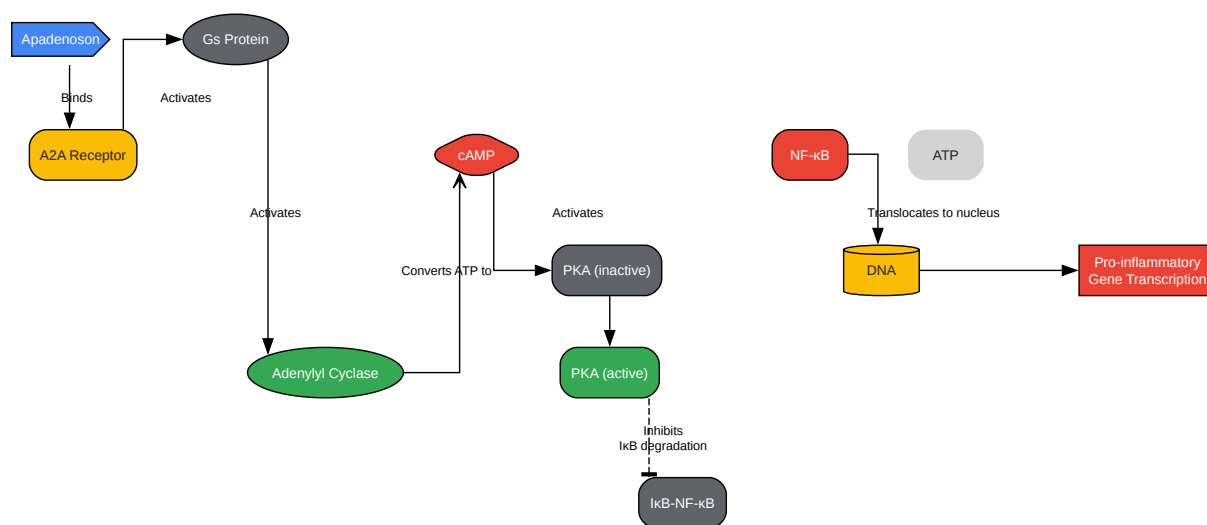 Apadenoson
Gs Protein
Binds
Activates
A2A Receptor
cAMP
NF-κB
ATP
Activates
Activates
Translocates to nucleus
Converts ATP to
PKA (inactive)
DNA
Pro-inflammatory
Gene Transcription
Adenylyl Cyclase
PKA (active)
Inhibits
IκB degradation
IκB-NF-κB